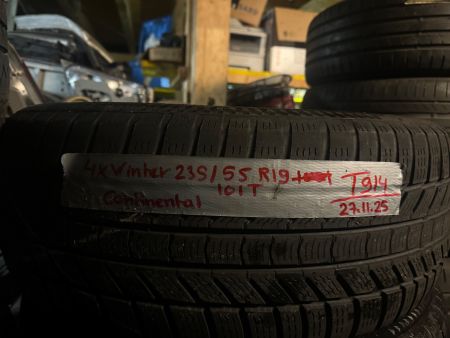 4x Winter 235/55 R19
101T
Continental
T914
27.11.25